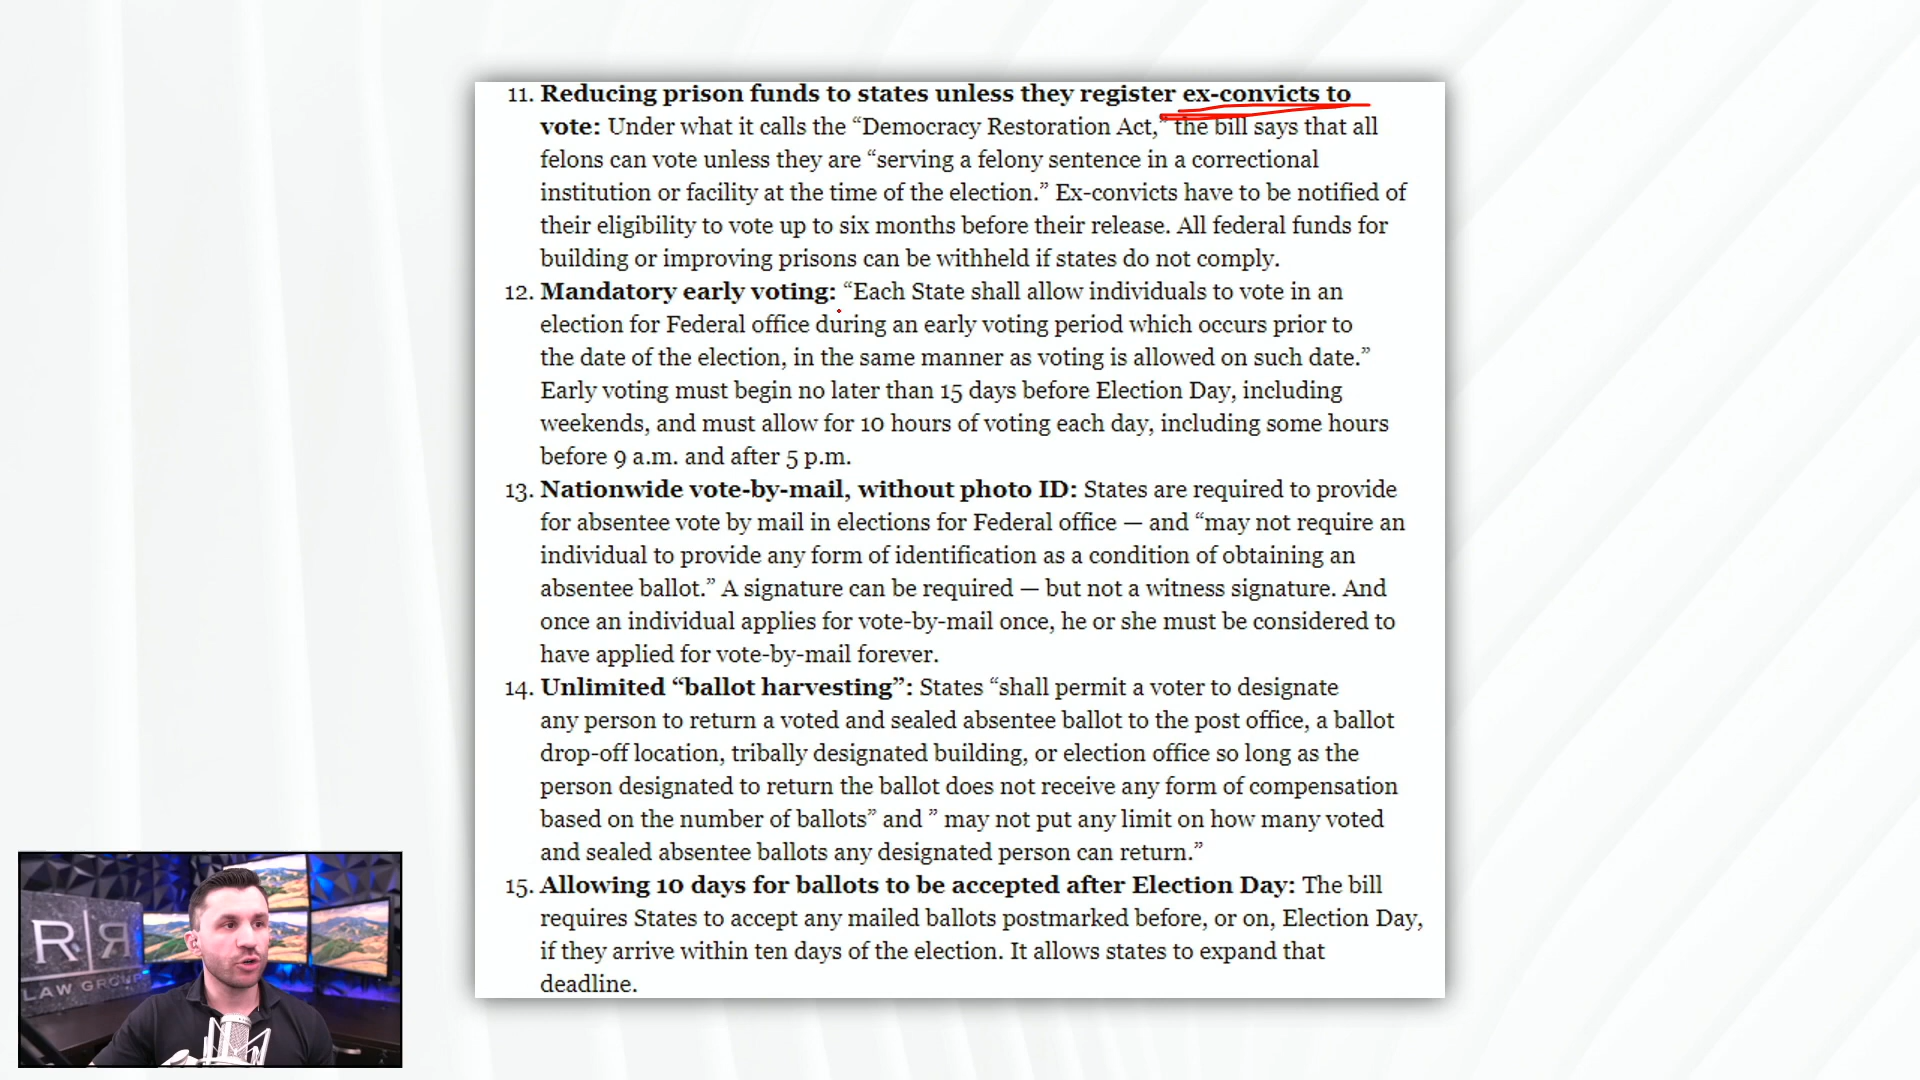 11. Reducing prison funds to states unless they register ex-convicts to
vote: Under what it calls the “Democracy Restoration Act,” the bill says that all
felons can vote unless they are “serving a felony sentence in a correctional
institution or facility at the time of the election.” Ex-convicts have to be notified of
their eligibility to vote up to six months before their release. All federal funds for
building or improving prisons can be withheld if states do not comply.
12. Mandatory early voting: “Each State shall allow individuals to vote in an
election for Federal office during an early voting period which occurs prior to
the date of the election, in the same manner as voting is allowed on such date.”
Early voting must begin no later than 15 days before Election Day, including
weekends, and must allow for 10 hours of voting each day, including some hours
before 9 a.m. and after 5 p.m.
13. Nationwide vote-by-mail, without photo ID: States are required to provide
for absentee vote by mail in elections for Federal office — and “may not require an
individual to provide any form of identification as a condition of obtaining an
absentee ballot.” A signature can be required — but not a witness signature. And
once an individual applies for vote-by-mail once, he or she must be considered to
have applied for vote-by-mail forever.
14. Unlimited “ballot harvesting”: States “shall permit a voter to designate
any person to return a voted and sealed absentee ballot to the post office, a ballot
drop-off location, tribally designated building, or election office so long as the
person designated to return the ballot does not receive any form of compensation
based on the number of ballots” and ” may not put any limit on how many voted
and sealed absentee ballots any designated person can return.”
15. Allowing 10 days for ballots to be accepted after Election Day: The bill
requires States to accept any mailed ballots postmarked before, or on, Election Day,
if they arrive within ten days of the election. It allows states to expand that
deadline.
R|R
LAW GROUP